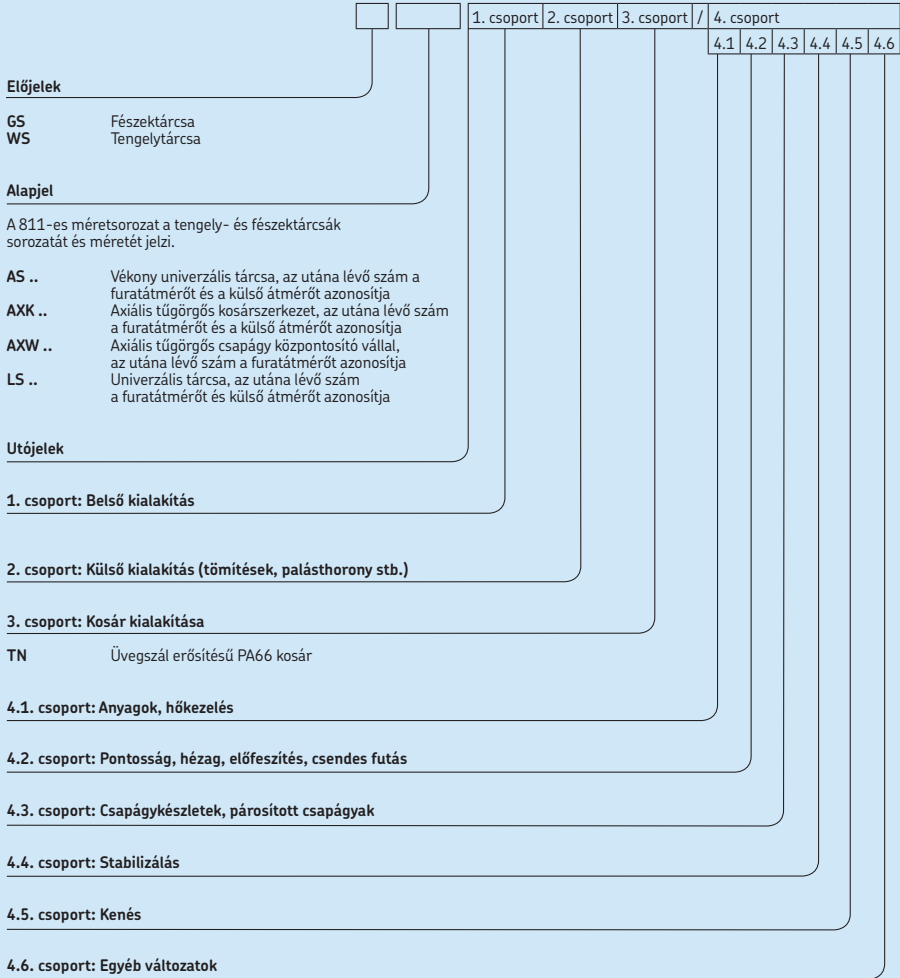 1. csoport 2. csoport 3. csoport / 4. csoport
4.1 4.2 4.3 4.4 4.5 4.6
Előjelek
GS Fészektárcsa
WS Tengelytárcsa
Alapjel
A 811-es méretsorozat a tengely- és fészektárcsák
sorozatát és méretét jelzi.
AS .. Vékony univerzális tárcsa, az utána lévő szám a
furatátmérőt és a külső átmérőt azonosítja
AXK .. Axiális tűgörgős kosárszerkezet, az utána lévő szám
a furatátmérőt és a külső átmérőt azonosítja
AXW .. Axiális tűgörgős csapágy központosító vállal,
az utána lévő szám a furatátmérőt azonosítja
LS .. Univerzális tárcsa, az utána lévő szám
a furatátmérőt és külső átmérőt azonosítja
Utójelek
1. csoport: Belső kialakítás
2. csoport: Külső kialakítás (tömítések, palásthorony stb.)
3. csoport: Kosár kialakítása
TN Üvegszál erősítésű PA66 kosár
4.1. csoport: Anyagok, hőkezelés
4.2. csoport: Pontosság, hézag, előfeszítés, csendes futás
4.3. csoport: Csapágykészletek, párosított csapágyak
4.4. csoport: Stabilizálás
4.5. csoport: Kenés
4.6. csoport: Egyéb változatok